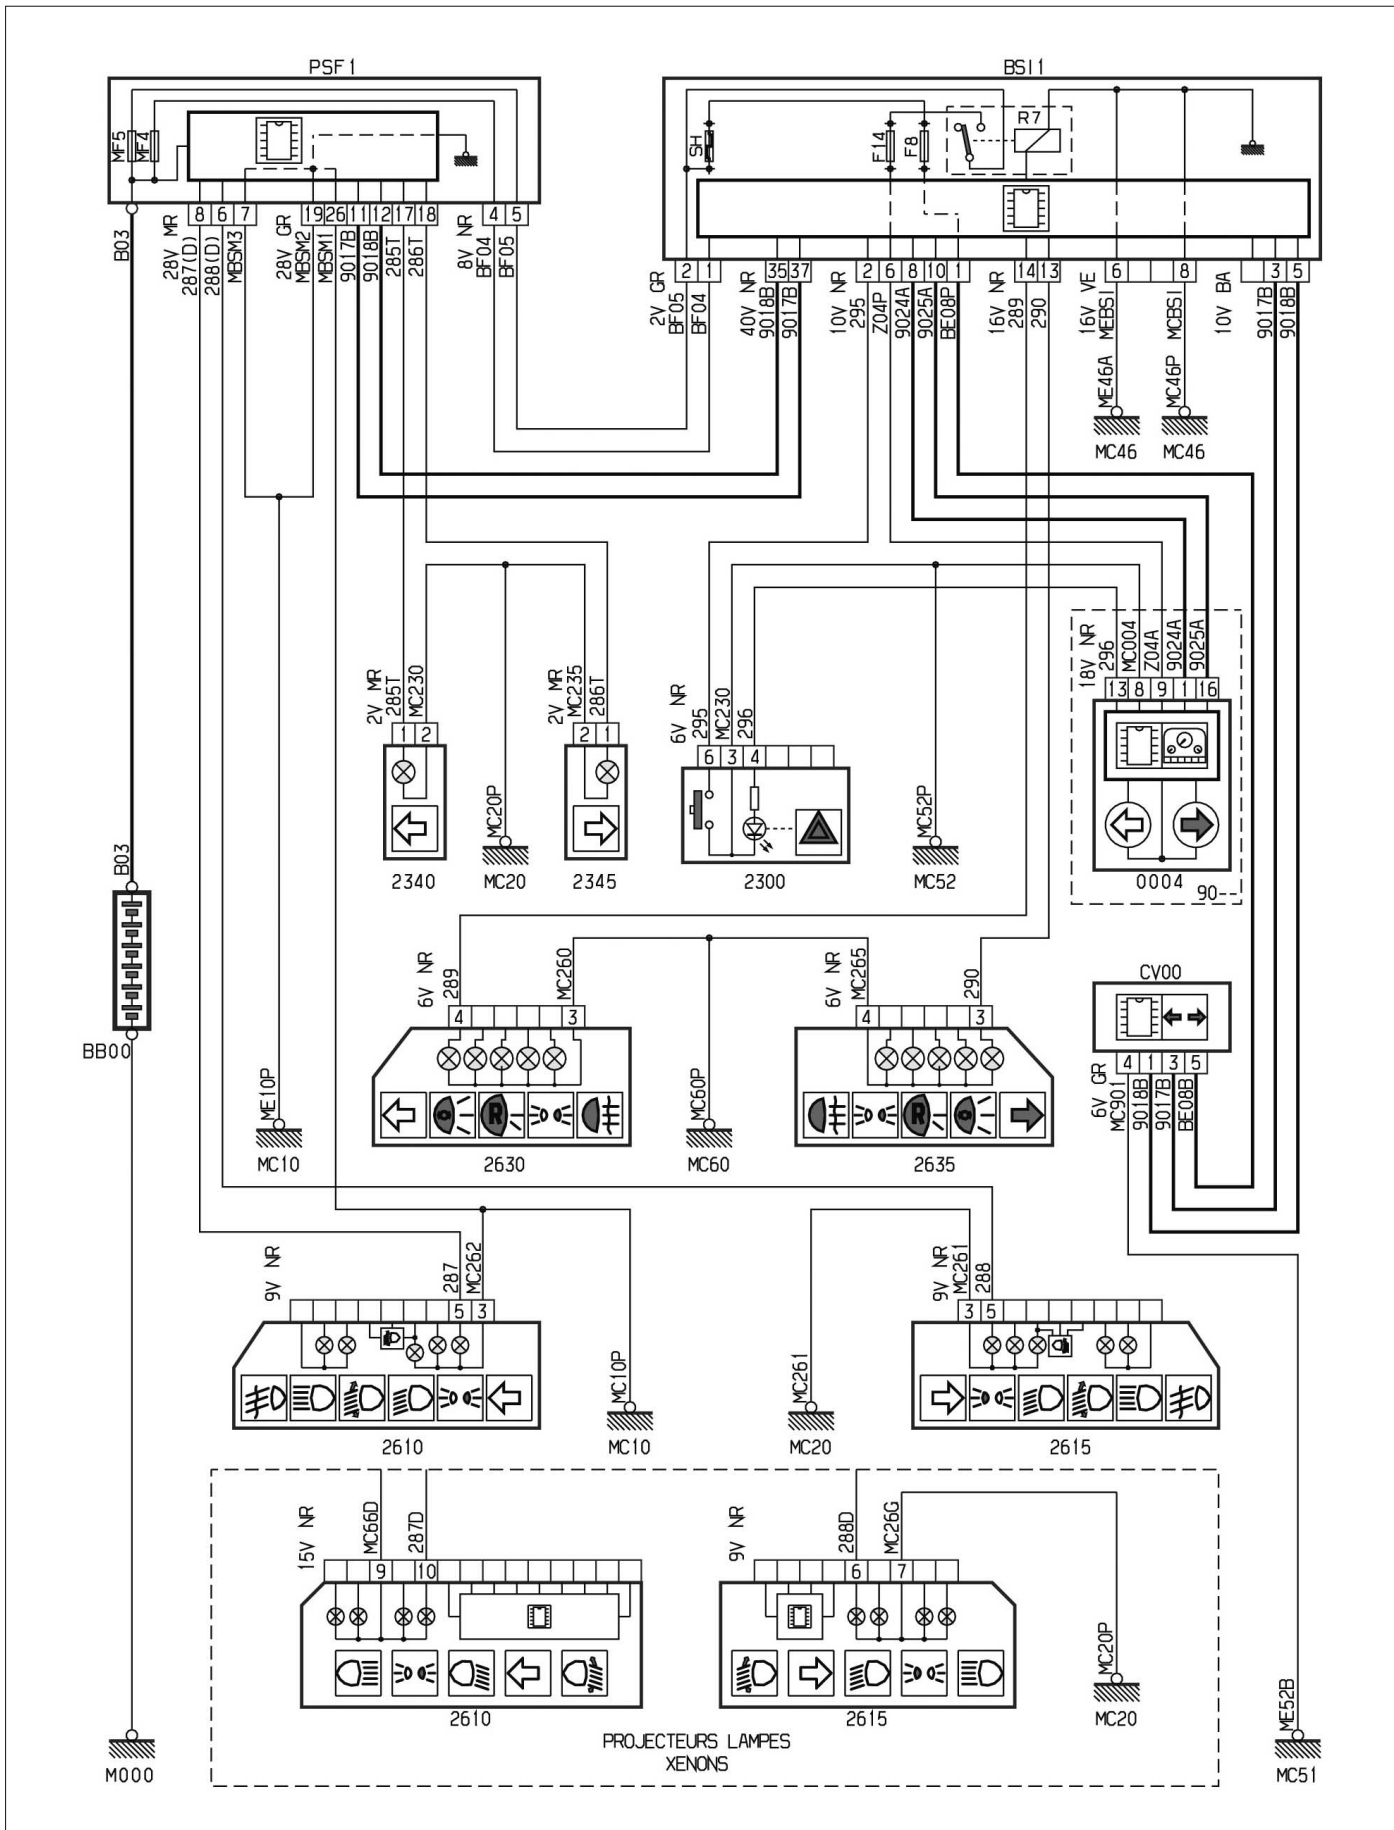 PSF1
BSI1
MF5
MF4
SH
F14
F8
R7
8 6 7 19 26 11 12 17 18 4 5
2 1 35 37 2 6 8 10 1 14 13 6 8 3 5
B03
28V MR
287(D)
288(D)
MBSM3
28V GR
MBSM2
MBSM1
9017B
9018B
285T
286T
8V NR
BF04
BF05
2V GR
BF05
BF04
40V NR
9018B
9017B
10V NR
295
Z04P
9024A
9025A
BE08P
16V NR
289
290
16V VE
MEBSI
MCBSI
10V BA
9017B
9018B
ME46A
MC46P
MC46
MC46
2V MR
285T
MC230
1 2
2340
MC20P
MC20
2V MR
MC235
286T
2 1
2345
6V NR
295
MC230
296
6 3 4
2300
MC52P
MC52
18V NR
296
MC004
Z04A
9024A
9025A
13 8 9 1 16
0004
90--
B03
BB00
6V NR
289
MC260
4 3
R
2630
MC60P
MC60
6V NR
MC265
290
4 3
R
2635
CV00
4 1 3 5
6V GR
MC901
9018B
9017B
BE08B
ME10P
MC10
9V NR
287
MC262
5 3
2610
MC10P
MC10
MC261
MC20
9V NR
MC261
288
3 5
2615
15V NR
MC66D
287D
9 10
2610
9V NR
288D
MC26G
6 7
2615
MC20P
MC20
PROJECTEURS LAMPES
XENONS
M000
ME52B
MC51